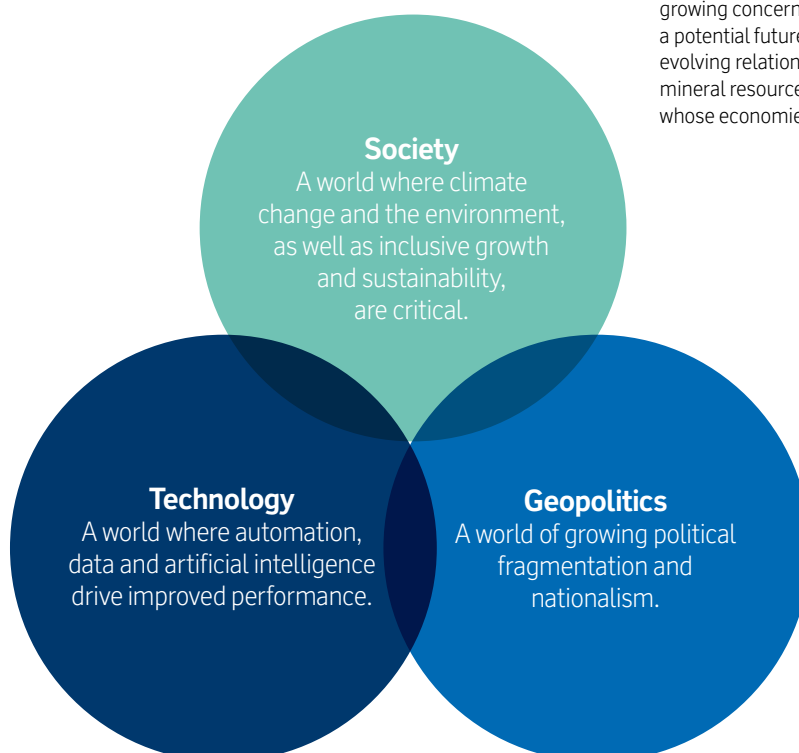 growing concern
a potential future
evolving relation
mineral resource
whose economie
Society
A world where climate
change and the environment,
as well as inclusive growth
and sustainability,
are critical.
Technology
A world where automation,
data and artificial intelligence
drive improved performance.
Geopolitics
A world of growing political
fragmentation and
nationalism.